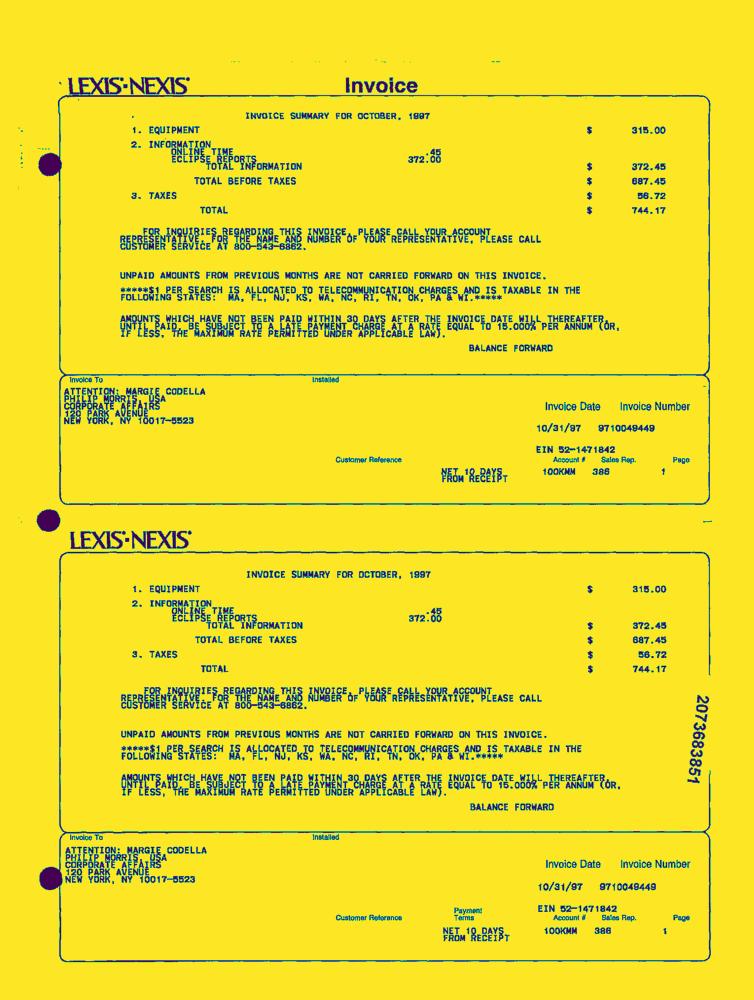 LEXIS·NEXIS Invoice
INVOICE SUMMARY FOR OCTOBER, 1997
1. EQUIPMENT $ 315.00
2. INFORMATION
ONLINE TIME .45
ECLIPSE REPORTS 372.00
TOTAL INFORMATION $ 372.45
TOTAL BEFORE TAXES $ 687.45
3. TAXES $ 56.72
TOTAL $ 744.17
FOR INQUIRIES REGARDING THIS INVOICE, PLEASE CALL YOUR ACCOUNT
REPRESENTATIVE. FOR THE NAME AND NUMBER OF YOUR REPRESENTATIVE, PLEASE CALL
CUSTOMER SERVICE AT 800-543-6862.
UNPAID AMOUNTS FROM PREVIOUS MONTHS ARE NOT CARRIED FORWARD ON THIS INVOICE.
*****$1 PER SEARCH IS ALLOCATED TO TELECOMMUNICATION CHARGES AND IS TAXABLE IN THE
FOLLOWING STATES: MA, FL, NJ, KS, WA, NC, RI, TN, OK, PA & WI.*****
AMOUNTS WHICH HAVE NOT BEEN PAID WITHIN 30 DAYS AFTER THE INVOICE DATE WILL THEREAFTER,
UNTIL PAID, BE SUBJECT TO A LATE PAYMENT CHARGE AT A RATE EQUAL TO 15.000% PER ANNUM (OR,
IF LESS, THE MAXIMUM RATE PERMITTED UNDER APPLICABLE LAW).
BALANCE FORWARD
Invoice To Installed
ATTENTION: MARGIE CODELLA
PHILIP MORRIS, USA
CORPORATE AFFAIRS
120 PARK AVENUE
NEW YORK, NY 10017-5523
Invoice Date Invoice Number
10/31/97 9710049449
EIN 52-1471842
Customer Reference Account # Sales Rep. Page
NET 10 DAYS 100KMM 386 1
FROM RECEIPT
LEXIS·NEXIS
INVOICE SUMMARY FOR OCTOBER, 1997
1. EQUIPMENT $ 315.00
2. INFORMATION
ONLINE TIME .45
ECLIPSE REPORTS 372.00
TOTAL INFORMATION $ 372.45
TOTAL BEFORE TAXES $ 687.45
3. TAXES $ 56.72
TOTAL $ 744.17
FOR INQUIRIES REGARDING THIS INVOICE, PLEASE CALL YOUR ACCOUNT
REPRESENTATIVE. FOR THE NAME AND NUMBER OF YOUR REPRESENTATIVE, PLEASE CALL
CUSTOMER SERVICE AT 800-543-6862.
UNPAID AMOUNTS FROM PREVIOUS MONTHS ARE NOT CARRIED FORWARD ON THIS INVOICE.
*****$1 PER SEARCH IS ALLOCATED TO TELECOMMUNICATION CHARGES AND IS TAXABLE IN THE
FOLLOWING STATES: MA, FL, NJ, KS, WA, NC, RI, TN, OK, PA & WI.*****
AMOUNTS WHICH HAVE NOT BEEN PAID WITHIN 30 DAYS AFTER THE INVOICE DATE WILL THEREAFTER,
UNTIL PAID, BE SUBJECT TO A LATE PAYMENT CHARGE AT A RATE EQUAL TO 15.000% PER ANNUM (OR,
IF LESS, THE MAXIMUM RATE PERMITTED UNDER APPLICABLE LAW).
BALANCE FORWARD
2073683851
Invoice To Installed
ATTENTION: MARGIE CODELLA
PHILIP MORRIS, USA
CORPORATE AFFAIRS
120 PARK AVENUE
NEW YORK, NY 10017-5523
Invoice Date Invoice Number
10/31/97 9710049449
EIN 52-1471842
Customer Reference Payment Terms Account # Sales Rep. Page
NET 10 DAYS 100KMM 386 1
FROM RECEIPT